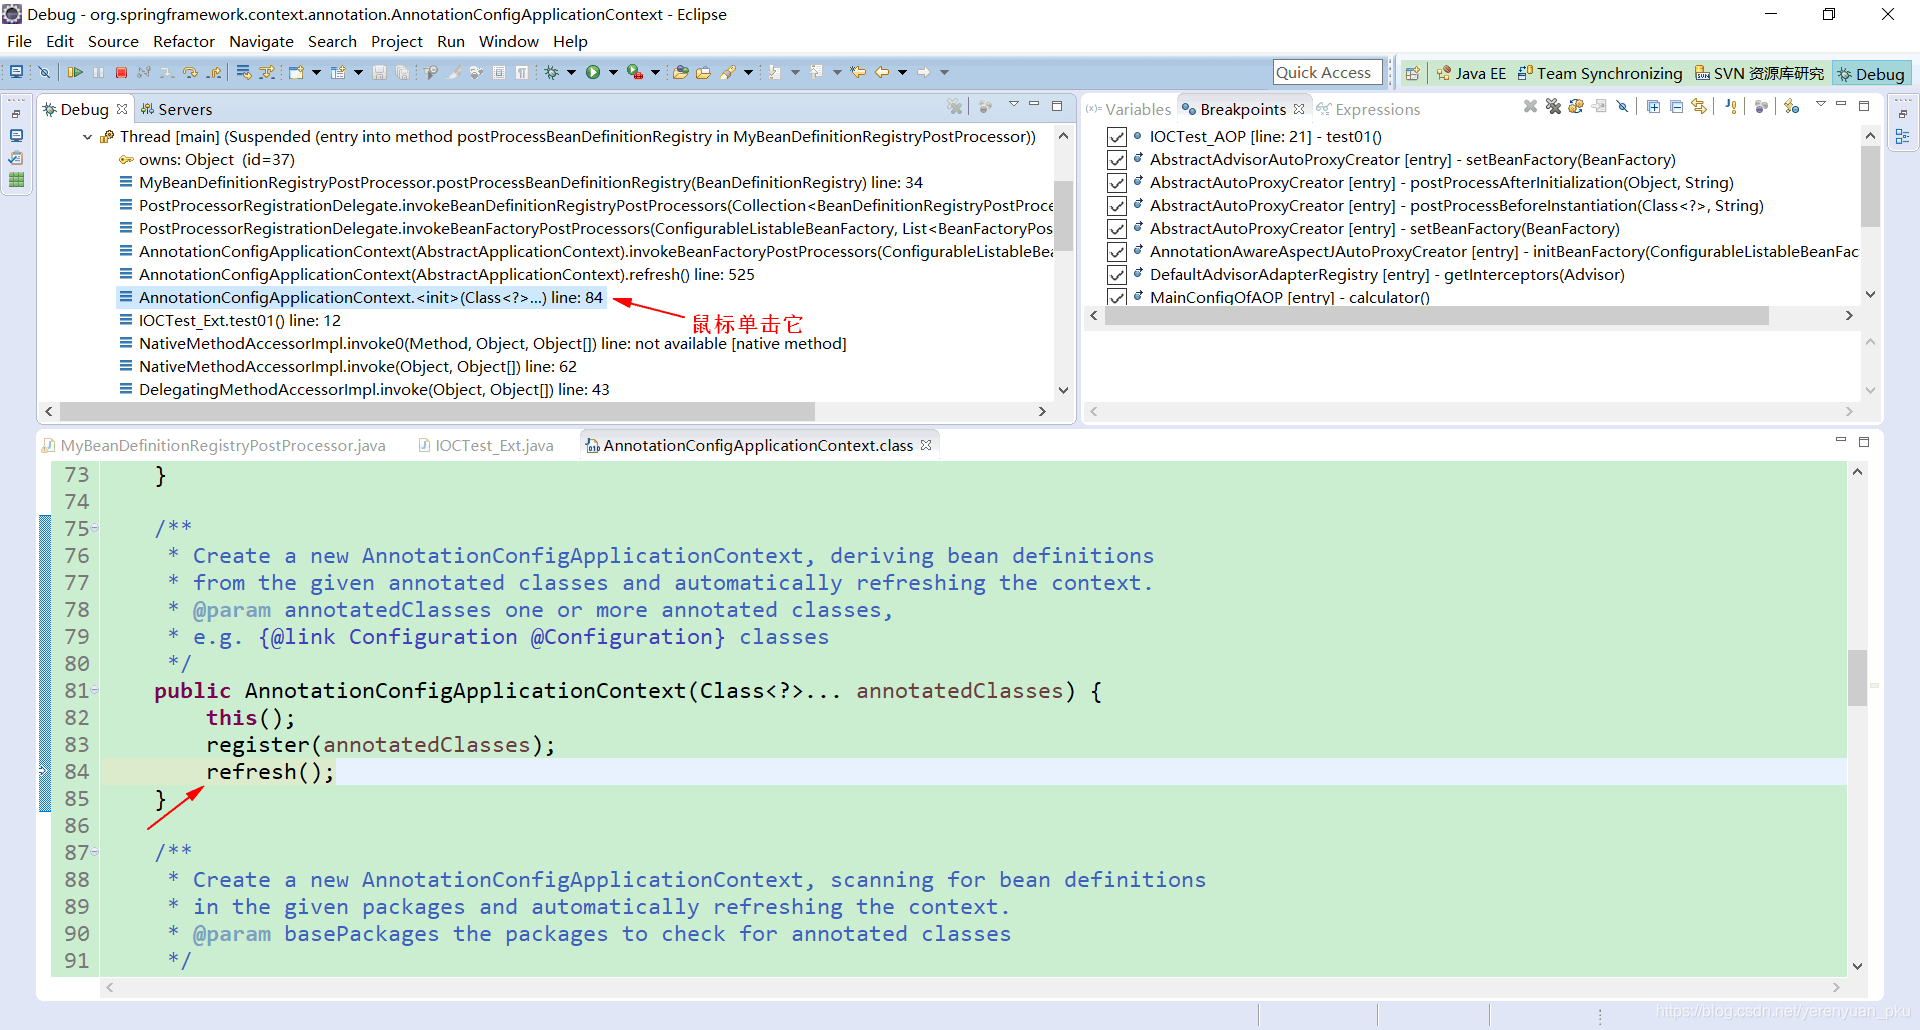 Debug - org.springframework.context.annotation.AnnotationConfigApplicationContext - Eclipse
File Edit Source Refactor Navigate Search Project Run Window Help
Quick Access
Java EE
Team Synchronizing
SVN 资源库研究
Debug
Debug
Servers
Thread [main] (Suspended (entry into method postProcessBeanDefinitionRegistry in MyBeanDefinitionRegistryPostProcessor))
owns: Object (id=37)
MyBeanDefinitionRegistryPostProcessor.postProcessBeanDefinitionRegistry(BeanDefinitionRegistry) line: 34
PostProcessorRegistrationDelegate.invokeBeanDefinitionRegistryPostProcessors(Collection<BeanDefinitionRegistryPostProce
PostProcessorRegistrationDelegate.invokeBeanFactoryPostProcessors(ConfigurableListableBeanFactory, List<BeanFactoryPos
AnnotationConfigApplicationContext(AbstractApplicationContext).invokeBeanFactoryPostProcessors(ConfigurableListableBea
AnnotationConfigApplicationContext(AbstractApplicationContext).refresh() line: 525
AnnotationConfigApplicationContext.<init>(Class<?>...) line: 84
鼠标单击它
IOCTest_Ext.test01() line: 12
NativeMethodAccessorImpl.invoke0(Method, Object, Object[]) line: not available [native method]
NativeMethodAccessorImpl.invoke(Object, Object[]) line: 62
DelegatingMethodAccessorImpl.invoke(Object, Object[]) line: 43
(x)= Variables
Breakpoints
Expressions
IOCTest_AOP [line: 21] - test01()
AbstractAdvisorAutoProxyCreator [entry] - setBeanFactory(BeanFactory)
AbstractAutoProxyCreator [entry] - postProcessAfterInitialization(Object, String)
AbstractAutoProxyCreator [entry] - postProcessBeforeInstantiation(Class<?>, String)
AbstractAutoProxyCreator [entry] - setBeanFactory(BeanFactory)
AnnotationAwareAspectJAutoProxyCreator [entry] - initBeanFactory(ConfigurableListableBeanFac
DefaultAdvisorAdapterRegistry [entry] - getInterceptors(Advisor)
MainConfigOfAOP [entry] - calculator()
MyBeanDefinitionRegistryPostProcessor.java
IOCTest_Ext.java
AnnotationConfigApplicationContext.class
73 }
74
75 /**
76 * Create a new AnnotationConfigApplicationContext, deriving bean definitions
77 * from the given annotated classes and automatically refreshing the context.
78 * @param annotatedClasses one or more annotated classes,
79 * e.g. {@link Configuration @Configuration} classes
80 */
81 public AnnotationConfigApplicationContext(Class<?>... annotatedClasses) {
82 this();
83 register(annotatedClasses);
84 refresh();
85 }
86
87 /**
88 * Create a new AnnotationConfigApplicationContext, scanning for bean definitions
89 * in the given packages and automatically refreshing the context.
90 * @param basePackages the packages to check for annotated classes
91 */
https://blog.csdn.net/yerenyuan_pku